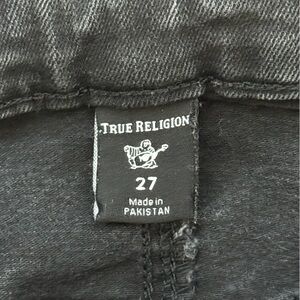 TRUE RELIGION
27
Made in
PAKISTAN